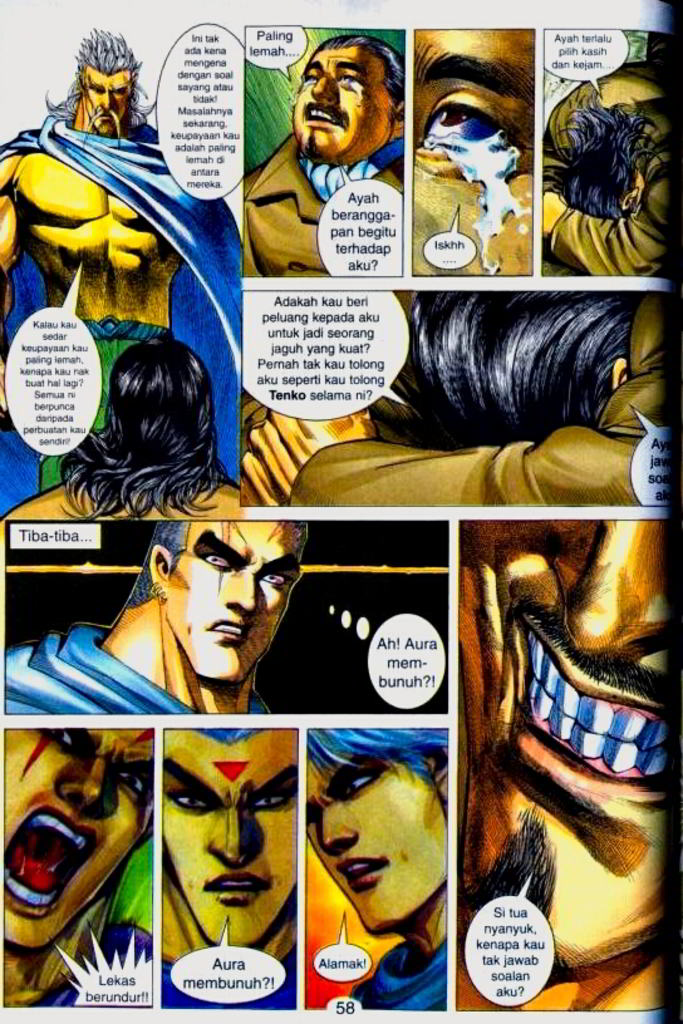 Ini tak
ada kena
mengena
dengan soal
sayang atau
tidak!
Masalahnya
sekarang,
keupayaan kau
adalah paling
lemah di
antara
mereka.
Kalau kau
sedar
keupayaan kau
paling lemah,
kenapa kau nak
buat hal lagi?
Semua ni
berpunca
daripada
perbuatan kau
sendiri!
Paling
lemah....
Ayah
berangga-
pan begitu
terhadap
aku?
Iskhh
....
Ayah terlalu
pilih kasih
dan kejam....
Adakah kau beri
peluang kepada aku
untuk jadi seorang
jaguh yang kuat?
Pernah tak kau tolong
aku seperti kau tolong
Tenko selama ni?
Tiba-tiba...
Ah! Aura
mem-
bunuh?!
Lekas
berundur!!
Aura
membunuh?!
Alamak!
Si tua
nyanyuk,
kenapa kau
tak jawab
soalan
aku?
58